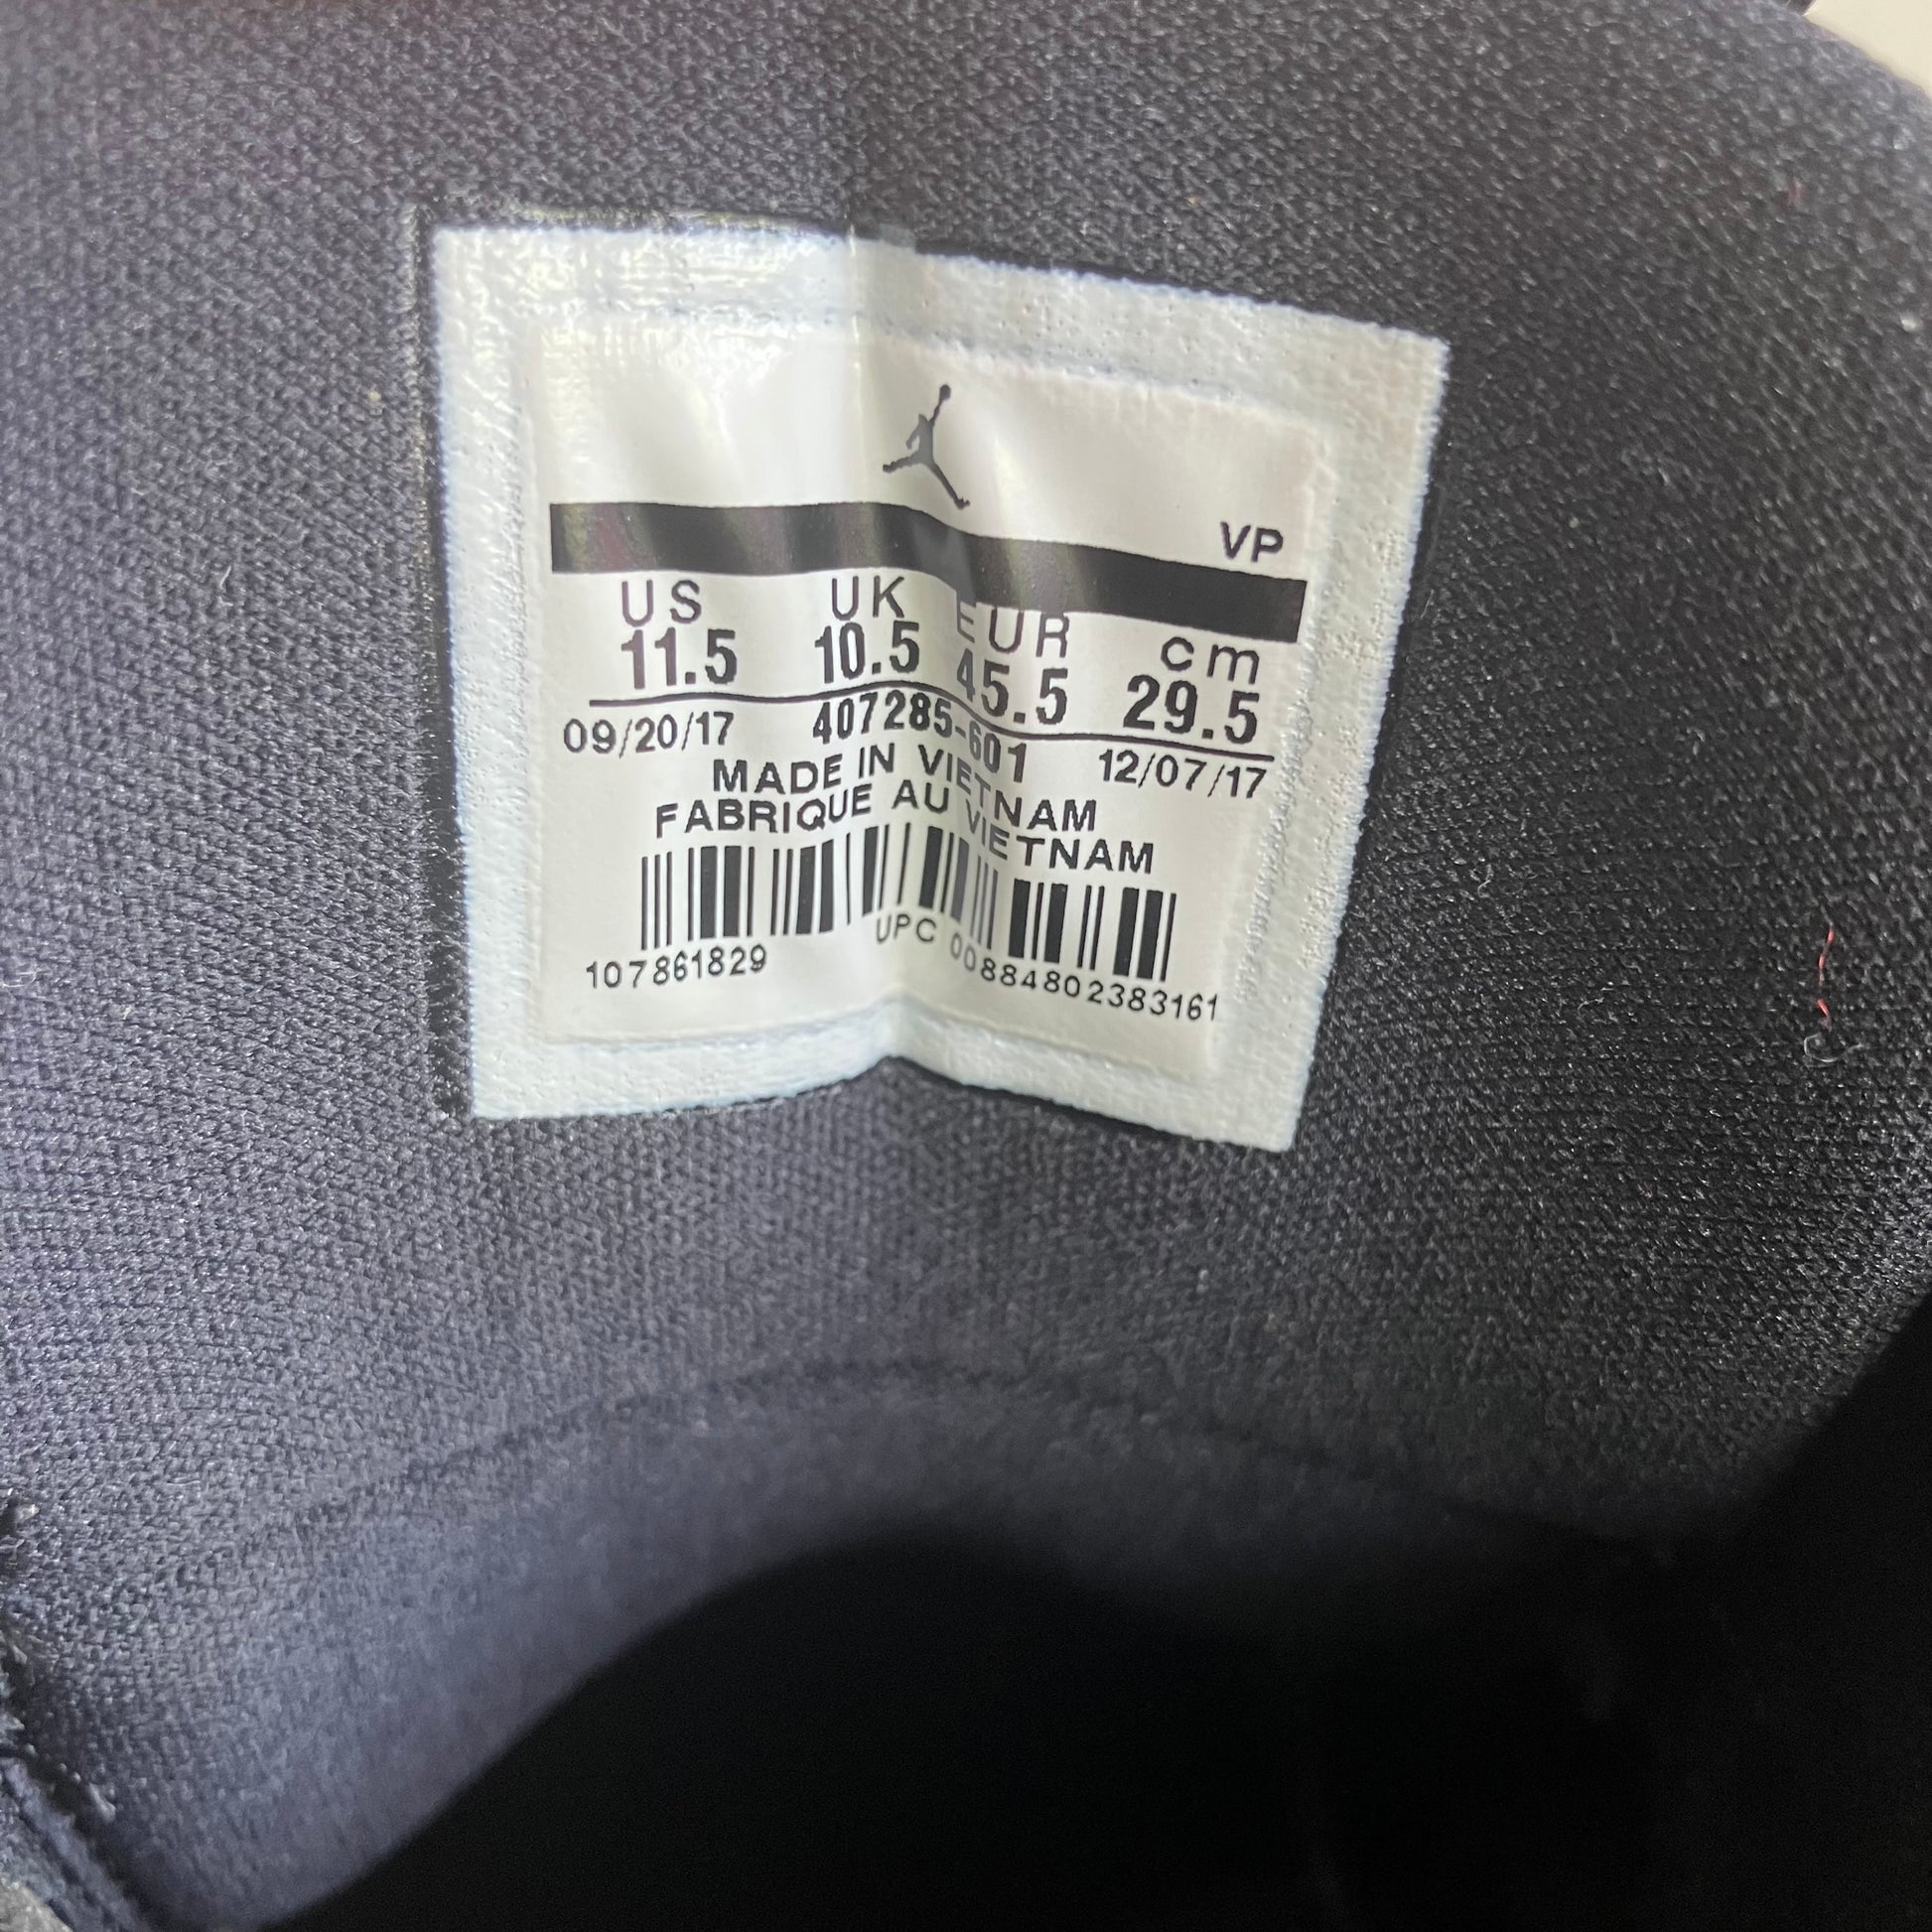 VP
US UK EUR cm
11.5 10.5 45.5 29.5
09/20/17 407285-601 12/07/17
MADE IN VIETNAM
FABRIQUE AU VIETNAM
107861829 UPC 00884802383161